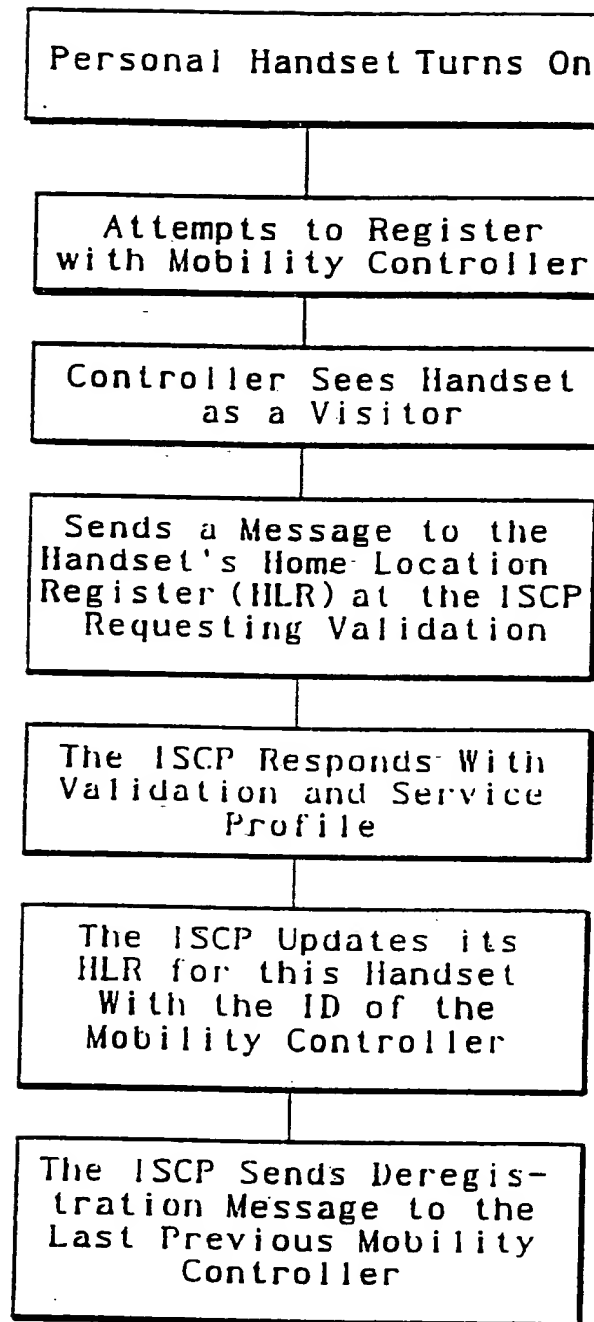 Personal Handset Turns On
Attempts to Register
with Mobility Controller
Controller Sees Handset
as a Visitor
Sends a Message to the
Handset's Home Location
Register (HLR) at the ISCP
Requesting Validation
The ISCP Responds With
Validation and Service
Profile
The ISCP Updates its
HLR for this Handset
With the ID of the
Mobility Controller
The ISCP Sends Deregis-
tration Message to the
Last Previous Mobility
Controller